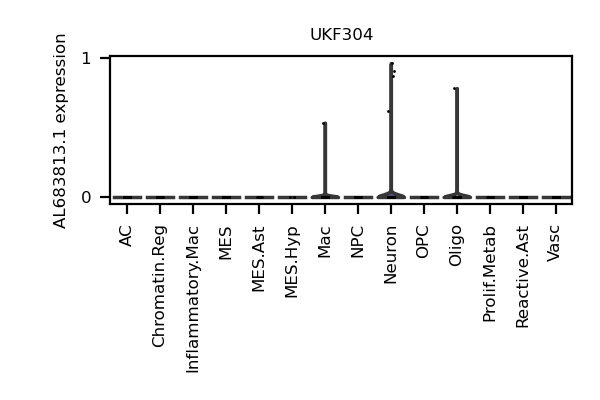 UKF304
AL683813.1 expression
1
0
AC
Chromatin.Reg
Inflammatory.Mac
MES
MES.Ast
MES.Hyp
Mac
NPC
Neuron
OPC
Oligo
Prolif.Metab
Reactive.Ast
Vasc